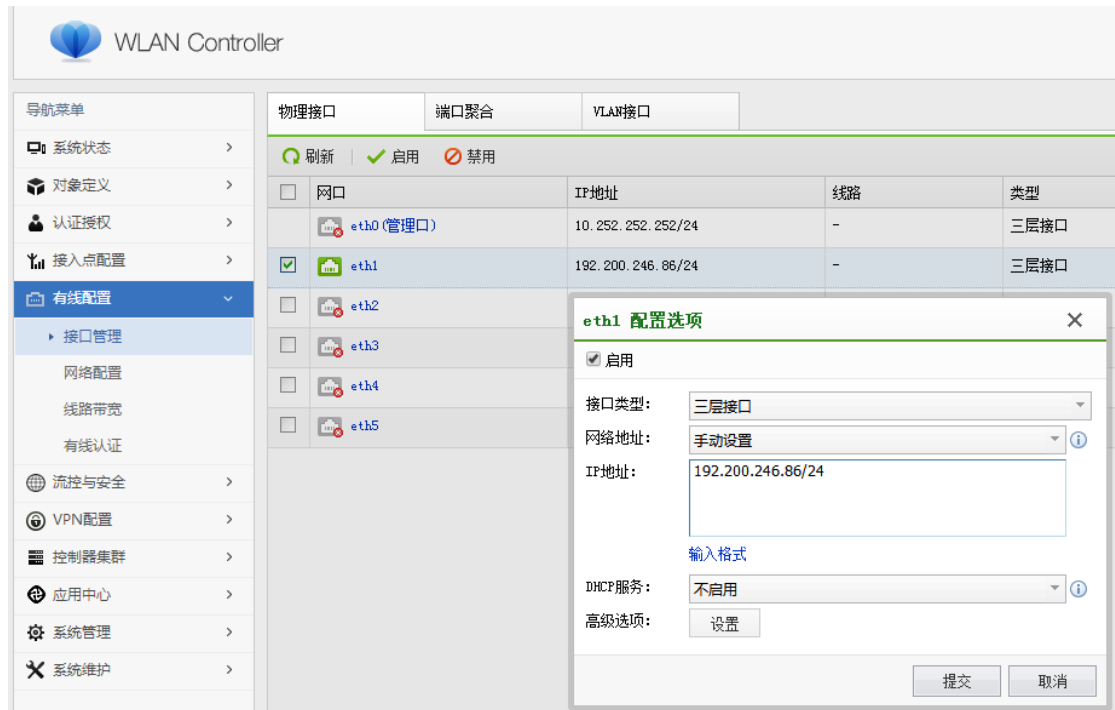 WLAN Controller
导航菜单
系统状态
对象定义
认证授权
接入点配置
有线配置
接口管理
网络配置
线路带宽
有线认证
流控与安全
VPN配置
控制器集群
应用中心
系统管理
系统维护
物理接口 端口聚合 VLAN接口
刷新 启用 禁用
网口 IP地址 线路 类型
eth0(管理口) 10.252.252.252/24 - 三层接口
eth1 192.200.246.86/24 - 三层接口
eth2
eth3
eth4
eth5
eth1 配置选项
启用
接口类型: 三层接口
网络地址: 手动设置
IP地址: 192.200.246.86/24
输入格式
DHCP服务: 不启用
高级选项: 设置
提交 取消